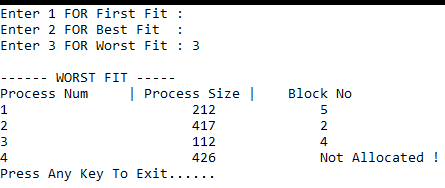 Enter 1 FOR First Fit :
Enter 2 FOR Best Fit  :
Enter 3 FOR Worst Fit : 3

------ WORST FIT -----
Process Num     | Process Size |    Block No
1                       212             5
2                       417             2
3                       112             4
4                       426             Not Allocated !
Press Any Key To Exit......